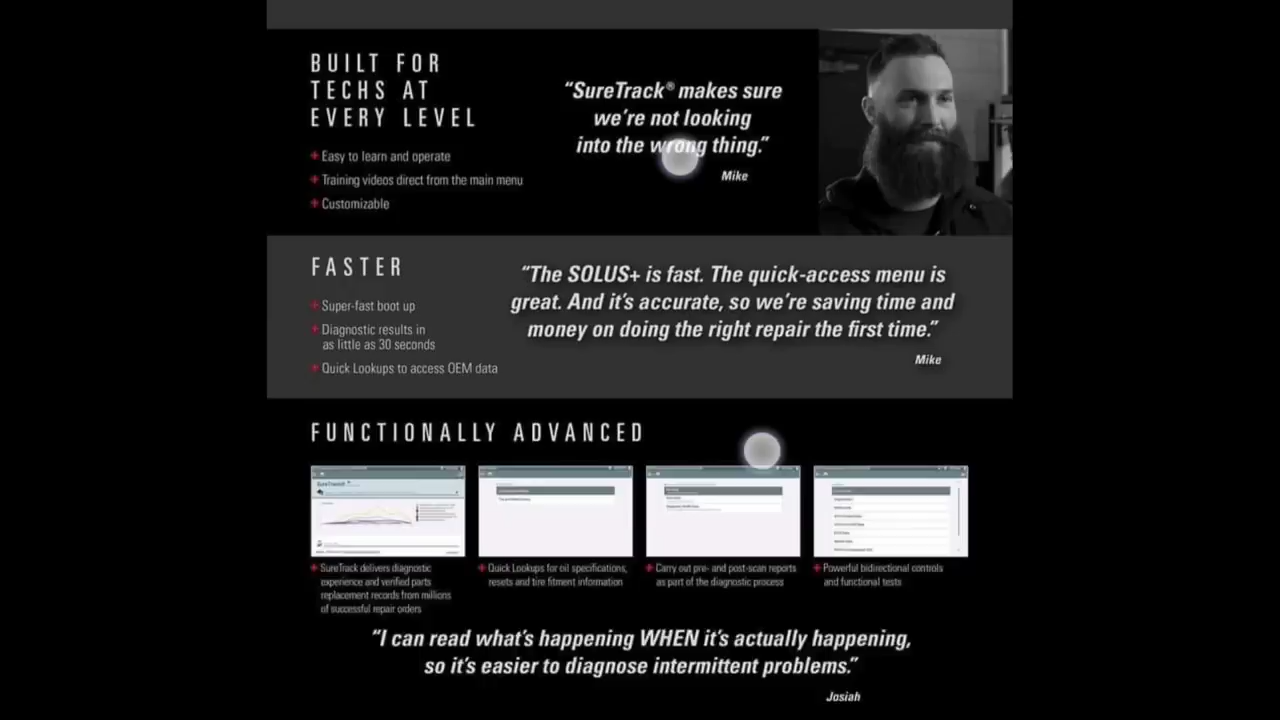 BUILT FOR
TECHS AT
EVERY LEVEL
+ Easy to learn and operate
+ Training videos direct from the main menu
+ Customizable
“SureTrack® makes sure
we’re not looking
into the wrong thing.”
Mike
FASTER
+ Super-fast boot up
+ Diagnostic results in
as little as 30 seconds
+ Quick Lookups to access OEM data
“The SOLUS+ is fast. The quick-access menu is
great. And it’s accurate, so we’re saving time and
money on doing the right repair the first time.”
Mike
FUNCTIONALLY ADVANCED
SureTrack®
+ SureTrack delivers diagnostic
experience and verified parts
replacement records from millions
of successful repair orders
+ Quick Lookups for oil specifications,
resets and tire fitment information
+ Carry out pre- and post-scan reports
as part of the diagnostic process
+ Powerful bidirectional controls
and functional tests
“I can read what’s happening WHEN it’s actually happening,
so it’s easier to diagnose intermittent problems.”
Josiah